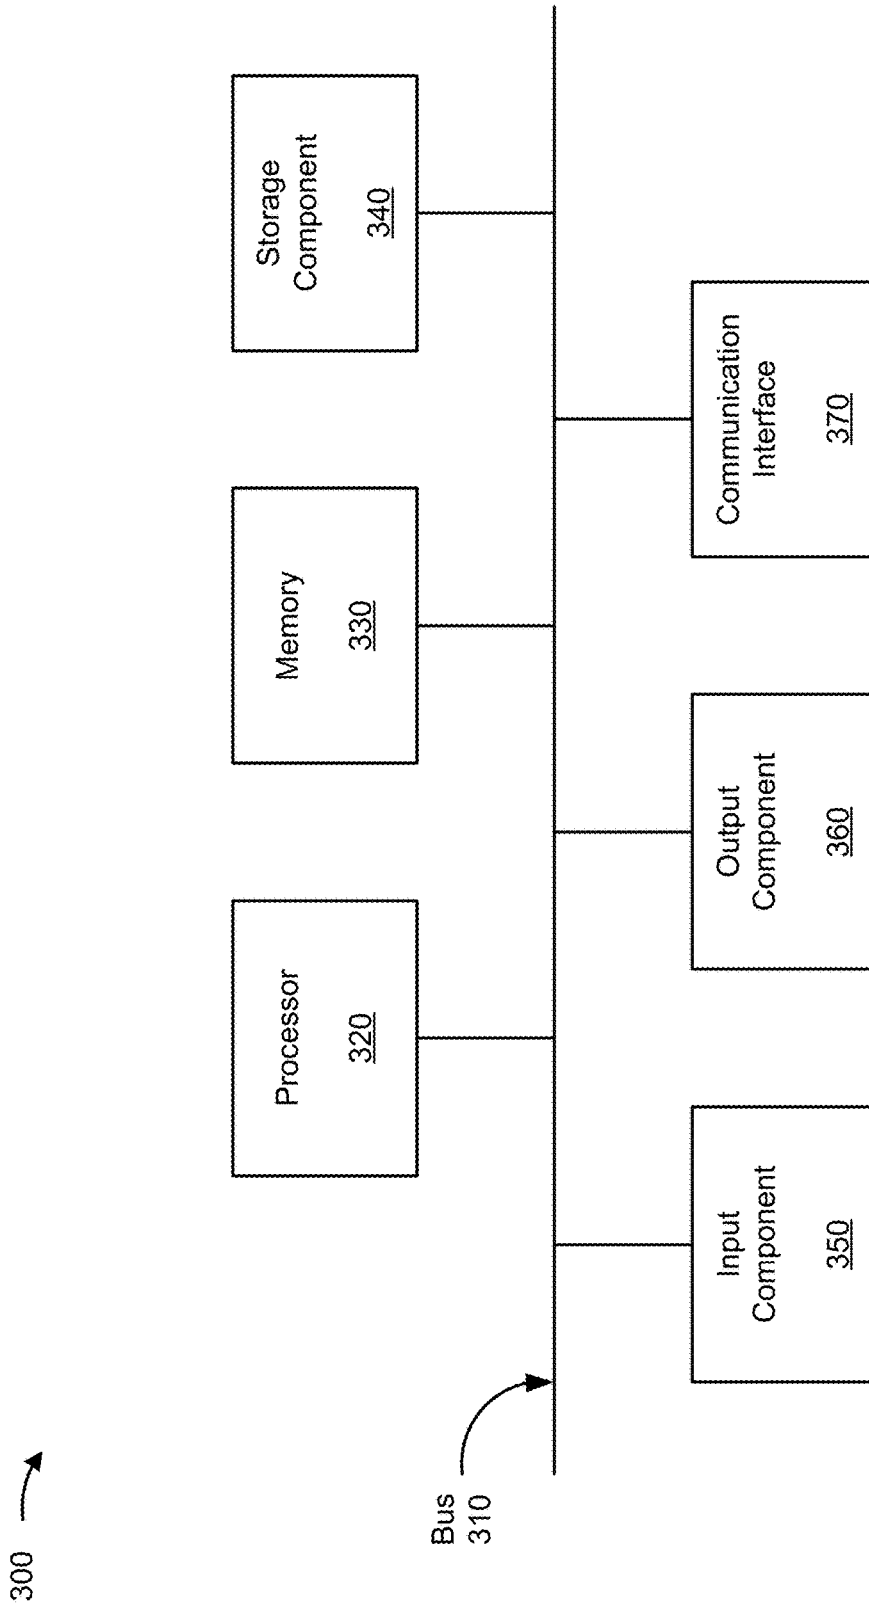 300
Bus
310
Processor
320
Memory
330
Storage
Component
340
Input
Component
350
Output
Component
360
Communication
Interface
370